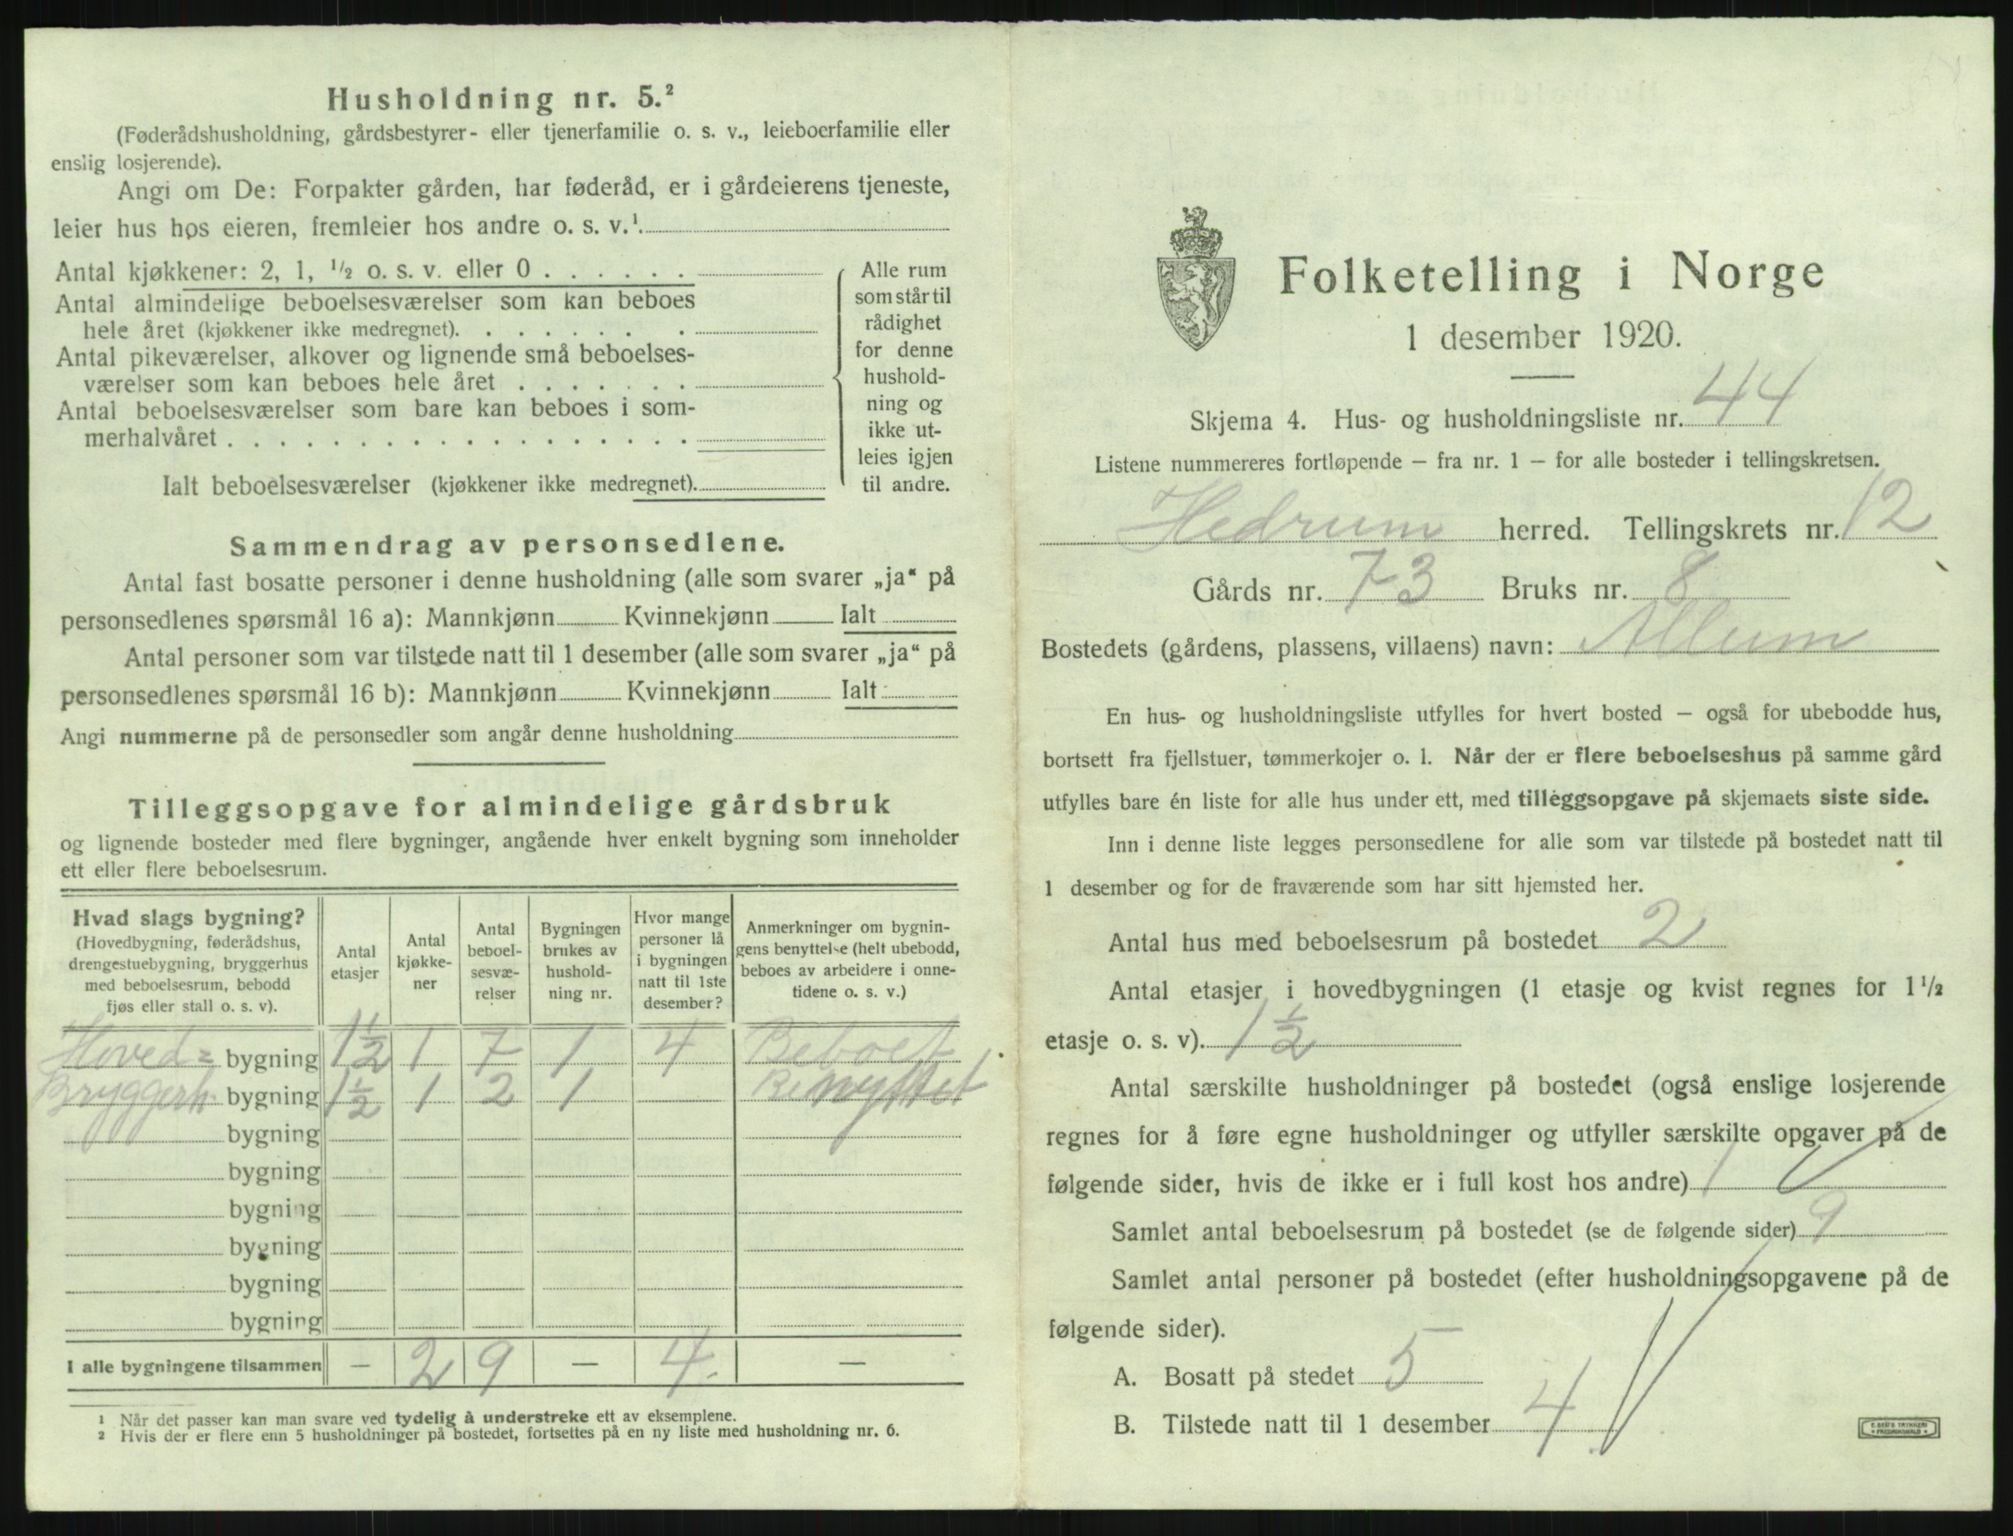 Husholdning nr. 5.²
(Føderådshusholdning, gårdsbestyrer- eller tjenerfamilie o. s. v., leieboerfamilie eller
enslig losjerende).
Angi om De: Forpakter gården, har føderåd, er i gårdeierens tjeneste,
leier hus hos eieren, fremleier hos andre o. s. v.¹
Antal kjøkkener: 2, 1, ½ o. s. v. eller 0 . . . . . .
Antal almindelige beboelsesværelser som kan beboes
hele året (kjøkkener ikke medregnet). . . . . . . .
Antal pikeværelser, alkover og lignende små beboelses-
værelser som kan beboes hele året . . . . . . .
Antal beboelsesværelser som bare kan beboes i som-
merhalvåret . . . . . . . . . . . . . . . . . .
Ialt beboelsesværelser (kjøkkener ikke medregnet).
Alle rum
som står til
rådighet
for denne
hushold-
ning og
ikke ut-
leies igjen
til andre.
Sammendrag av personsedlene.
Antal fast bosatte personer i denne husholdning (alle som svarer „ja“ på
personsedlenes spørsmål 16 a): Mannkjønn Kvinnekjønn Ialt
Antal personer som var tilstede natt til 1 desember (alle som svarer „ja“ på
personsedlenes spørsmål 16 b): Mannkjønn Kvinnekjønn Ialt
Angi nummerne på de personsedler som angår denne husholdning
Tilleggsopgave for almindelige gårdsbruk
og lignende bosteder med flere bygninger, angående hver enkelt bygning som inneholder
ett eller flere beboelsesrum.
Hvad slags bygning?
(Hovedbygning, føderådshus,
drengestuebygning, bryggerhus
med beboelsesrum, bebodd
fjøs eller stall o. s. v).
Antal
etasjer
Antal
kjøkke-
ner
Antal
beboel-
sesvæ-
relser
Bygningen
brukes av
hushold-
ning nr.
Hvor mange
personer lå
i bygningen
natt til 1ste
desember?
Anmerkninger om bygnin-
gens benyttelse (helt ubebodd,
beboes av arbeidere i onne-
tidene o. s. v.)
Hoved= bygning 1½ 1 7 1 4 Beboet
Bryggerh. bygning 1½ 1 2 1 Benyttet
bygning
bygning
bygning
bygning
bygning
bygning
I alle bygningene tilsammen — 2 9 — 4. —
¹ Når det passer kan man svare ved tydelig å understreke ett av eksemplene.
² Hvis der er flere enn 5 husholdninger på bostedet, fortsettes på en ny liste med husholdning nr. 6.
Folketelling i Norge
1 desember 1920.
Skjema 4. Hus- og husholdningsliste nr. 44
Listene nummereres fortløpende — fra nr. 1 — for alle bosteder i tellingskretsen.
Hedrum herred. Tellingskrets nr. 12
Gårds nr. 73 Bruks nr. 8
Bostedets (gårdens, plassens, villaens) navn: Allum
En hus- og husholdningsliste utfylles for hvert bosted — også for ubebodde hus,
bortsett fra fjellstuer, tømmerkojer o. l. Når der er flere beboelseshus på samme gård
utfylles bare én liste for alle hus under ett, med tilleggsopgave på skjemaets siste side.
Inn i denne liste legges personsedlene for alle som var tilstede på bostedet natt til
1 desember og for de fraværende som har sitt hjemsted her.
Antal hus med beboelsesrum på bostedet 2
Antal etasjer i hovedbygningen (1 etasje og kvist regnes for 1½
etasje o. s. v). 1½
Antal særskilte husholdninger på bostedet (også enslige losjerende
regnes for å føre egne husholdninger og utfyller særskilte opgaver på de
følgende sider, hvis de ikke er i full kost hos andre) 1
Samlet antal beboelsesrum på bostedet (se de følgende sider) 9
Samlet antal personer på bostedet (efter husholdningsopgavene på de
følgende sider).
A. Bosatt på stedet 5
B. Tilstede natt til 1 desember 4